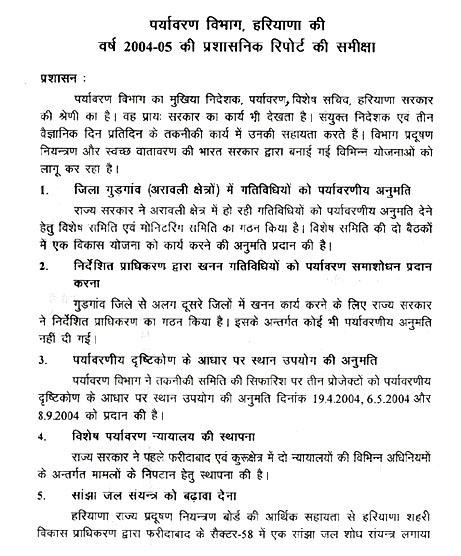 पर्यावरण विभाग, हरियाणा की
वर्ष 2004-05 की प्रशासनिक रिपोर्ट की समीक्षा
प्रशासन :
पर्यावरण विभाग का मुखिया निदेशक, पर्यावरण, विशेष सचिव, हरियाणा सरकार
की श्रेणी का है। वह प्रायः सरकार का कार्य भी देखता है। संयुक्त निदेशक एवं तीन
वैज्ञानिक दिन प्रतिदिन के तकनीकी कार्य में उनकी सहायता करते हैं। विभाग प्रदूषण
नियन्त्रण और स्वच्छ वातावरण की भारत सरकार द्वारा बनाई गई विभिन्न योजनाओं को
लागू कर रहा है।
1. जिला गुड़गांव (अरावली क्षेत्रों) में गतिविधियों को पर्यावरणीय अनुमति
राज्य सरकार ने अरावली क्षेत्र में हो रही गतिविधियों को पर्यावरणीय अनुमति देने
हेतु विशेष समिति एवं मोनिटरिंग समिति का गठन किया है। विशेष समिति की दो बैठकों
में एक विकास योजना को कार्य करने की अनुमति प्रदान की है।
2. निर्देशित प्राधिकरण द्वारा खनन गतिविधियों को पर्यावरण समाशोधन प्रदान
करना
गुड़गांव जिले से अलग दूसरे जिलों में खनन कार्य करने के लिए राज्य सरकार
ने निर्देशित प्राधिकरण का गठन किया है। इसके अन्तर्गत कोई भी पर्यावरणीय अनुमति
नहीं दी गई।
3. पर्यावरणीय दृष्टिकोण के आधार पर स्थान उपयोग की अनुमति
पर्यावरण विभाग ने तकनीकी समिति की सिफारिश पर तीन प्रोजेक्टों को पर्यावरणीय
दृष्टिकोण के आधार पर स्थान उपयोग की अनुमति दिनांक 19.4.2004, 6.5.2004 और
8.9.2004 को प्रदान की है।
4. विशेष पर्यावरण न्यायालय की स्थापना
राज्य सरकार ने पहले फरीदाबाद एवं कुरूक्षेत्र में दो न्यायालयों की विभिन्न अधिनियमों
के अन्तर्गत मामलों के निपटान हेतु स्थापना की है।
5. सांझा जल संयन्त्र को बढ़ावा देना
हरियाणा राज्य प्रदूषण नियन्त्रण बोर्ड की आर्थिक सहायता से हरियाणा शहरी
विकास प्राधिकरण द्वारा फरीदाबाद के सैक्टर-58 में एक सांझा जल शोध संयन्त्र लगाया